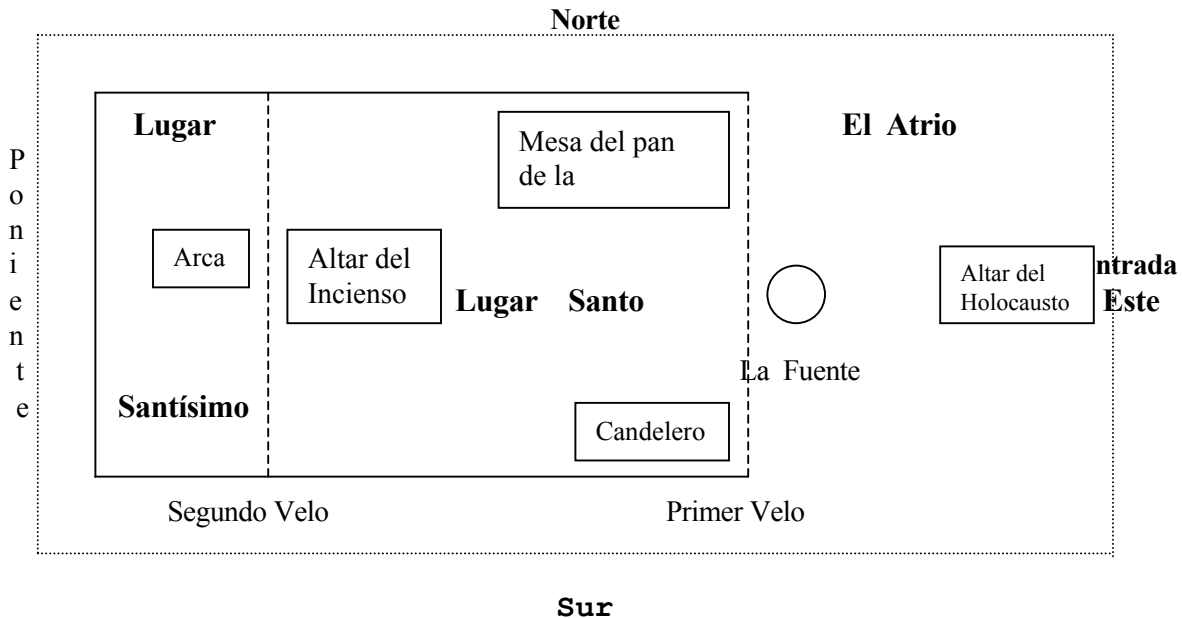 Norte
Lugar
El Atrio
Mesa del pan
de la
Poniente
Arca
Altar del
Incienso
Lugar Santo
Altar del
Holocausto
ntrada
Este
La Fuente
Santísimo
Candelero
Segundo Velo
Primer Velo
Sur